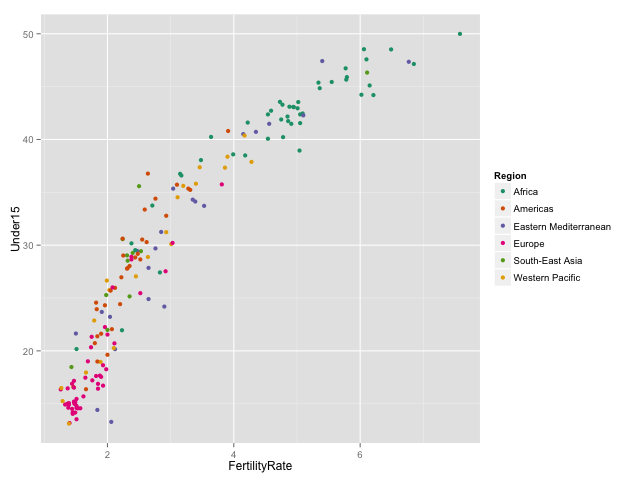 50
40
30
20
Under15
2
4
6
FertilityRate
Region
Africa
Americas
Eastern Mediterranean
Europe
South-East Asia
Western Pacific